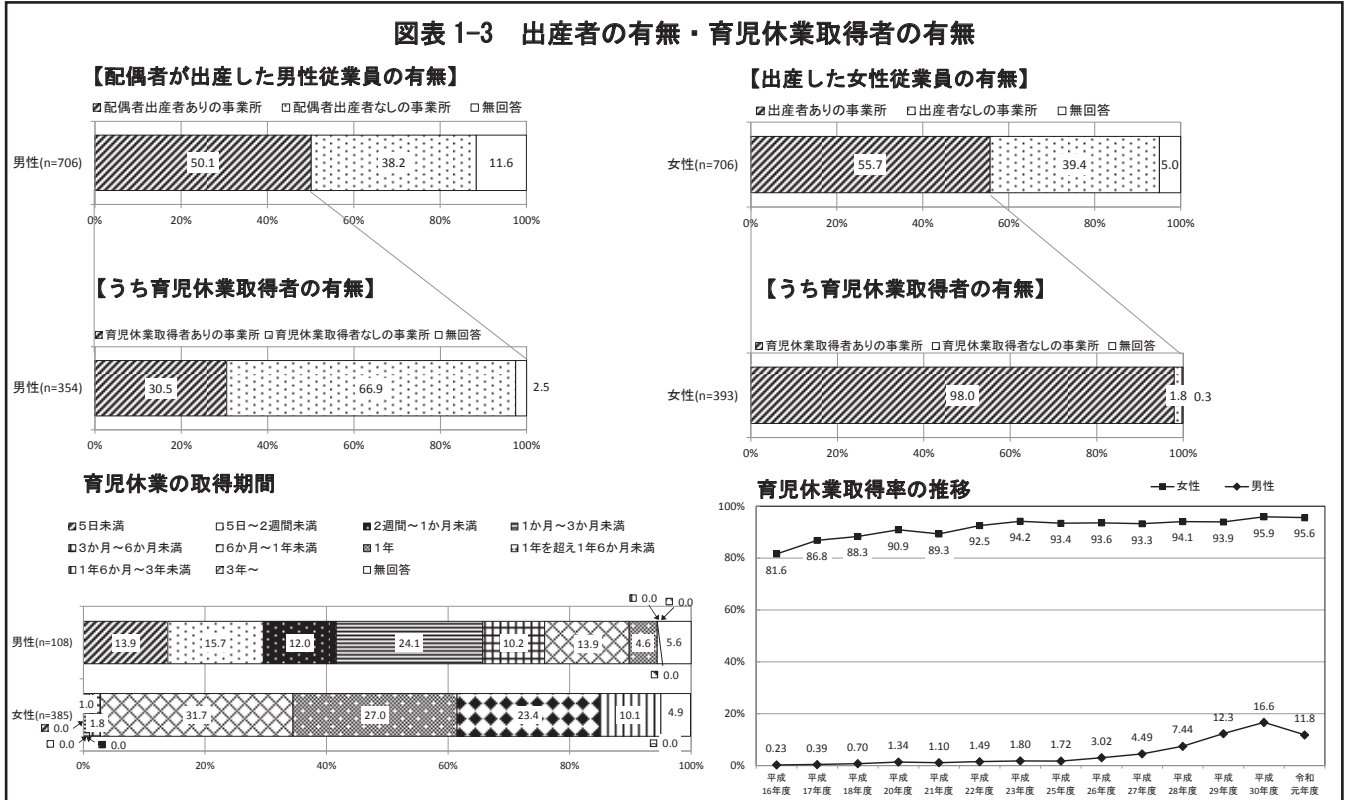 図表 1-3　出産者の有無・育児休業取得者の有無
【配偶者が出産した男性従業員の有無】
配偶者出産者ありの事業所 配偶者出産者なしの事業所 無回答
男性(n=706) 50.1 38.2 11.6
0% 20% 40% 60% 80% 100%
【うち育児休業取得者の有無】
育児休業取得者ありの事業所 育児休業取得者なしの事業所 無回答
男性(n=354) 30.5 66.9 2.5
0% 20% 40% 60% 80% 100%
【出産した女性従業員の有無】
出産者ありの事業所 出産者なしの事業所 無回答
女性(n=706) 55.7 39.4 5.0
0% 20% 40% 60% 80% 100%
【うち育児休業取得者の有無】
育児休業取得者ありの事業所 育児休業取得者なしの事業所 無回答
女性(n=393) 98.0 1.8 0.3
0% 20% 40% 60% 80% 100%
育児休業の取得期間
5日未満 5日～2週間未満 2週間～1か月未満 1か月～3か月未満
3か月～6か月未満 6か月～1年未満 1年 1年を超え1年6か月未満
1年6か月～3年未満 3年～ 無回答
0.0 0.0
男性(n=108) 13.9 15.7 12.0 24.1 10.2 13.9 4.6 5.6
0.0
1.0
女性(n=385) 1.8 31.7 27.0 23.4 10.1 4.9
0.0
0.0 0.0 0.0
0% 20% 40% 60% 80% 100%
育児休業取得率の推移
女性 男性
100%
80%
60%
40%
20%
0%
81.6 86.8 88.3 90.9 89.3 92.5 94.2 93.4 93.6 93.3 94.1 93.9 95.9 95.6
0.23 0.39 0.70 1.34 1.10 1.49 1.80 1.72 3.02 4.49 7.44 12.3 16.6 11.8
平成 平成 平成 平成 平成 平成 平成 平成 平成 平成 平成 平成 平成 令和
16年度 17年度 18年度 20年度 21年度 22年度 23年度 25年度 26年度 27年度 28年度 29年度 30年度 元年度